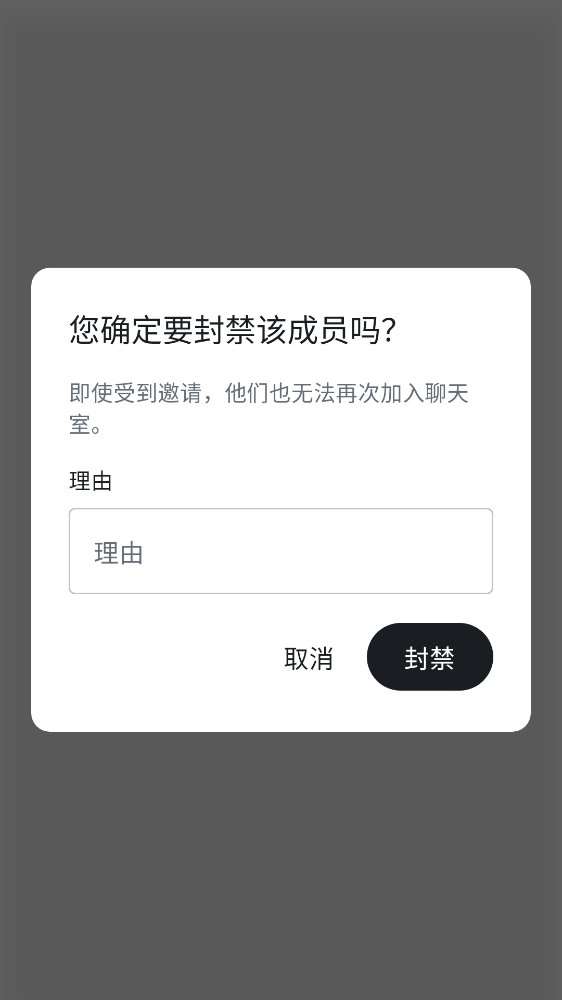 您确定要封禁该成员吗？
即使受到邀请，他们也无法再次加入聊天
室。
理由
理由
取消
封禁